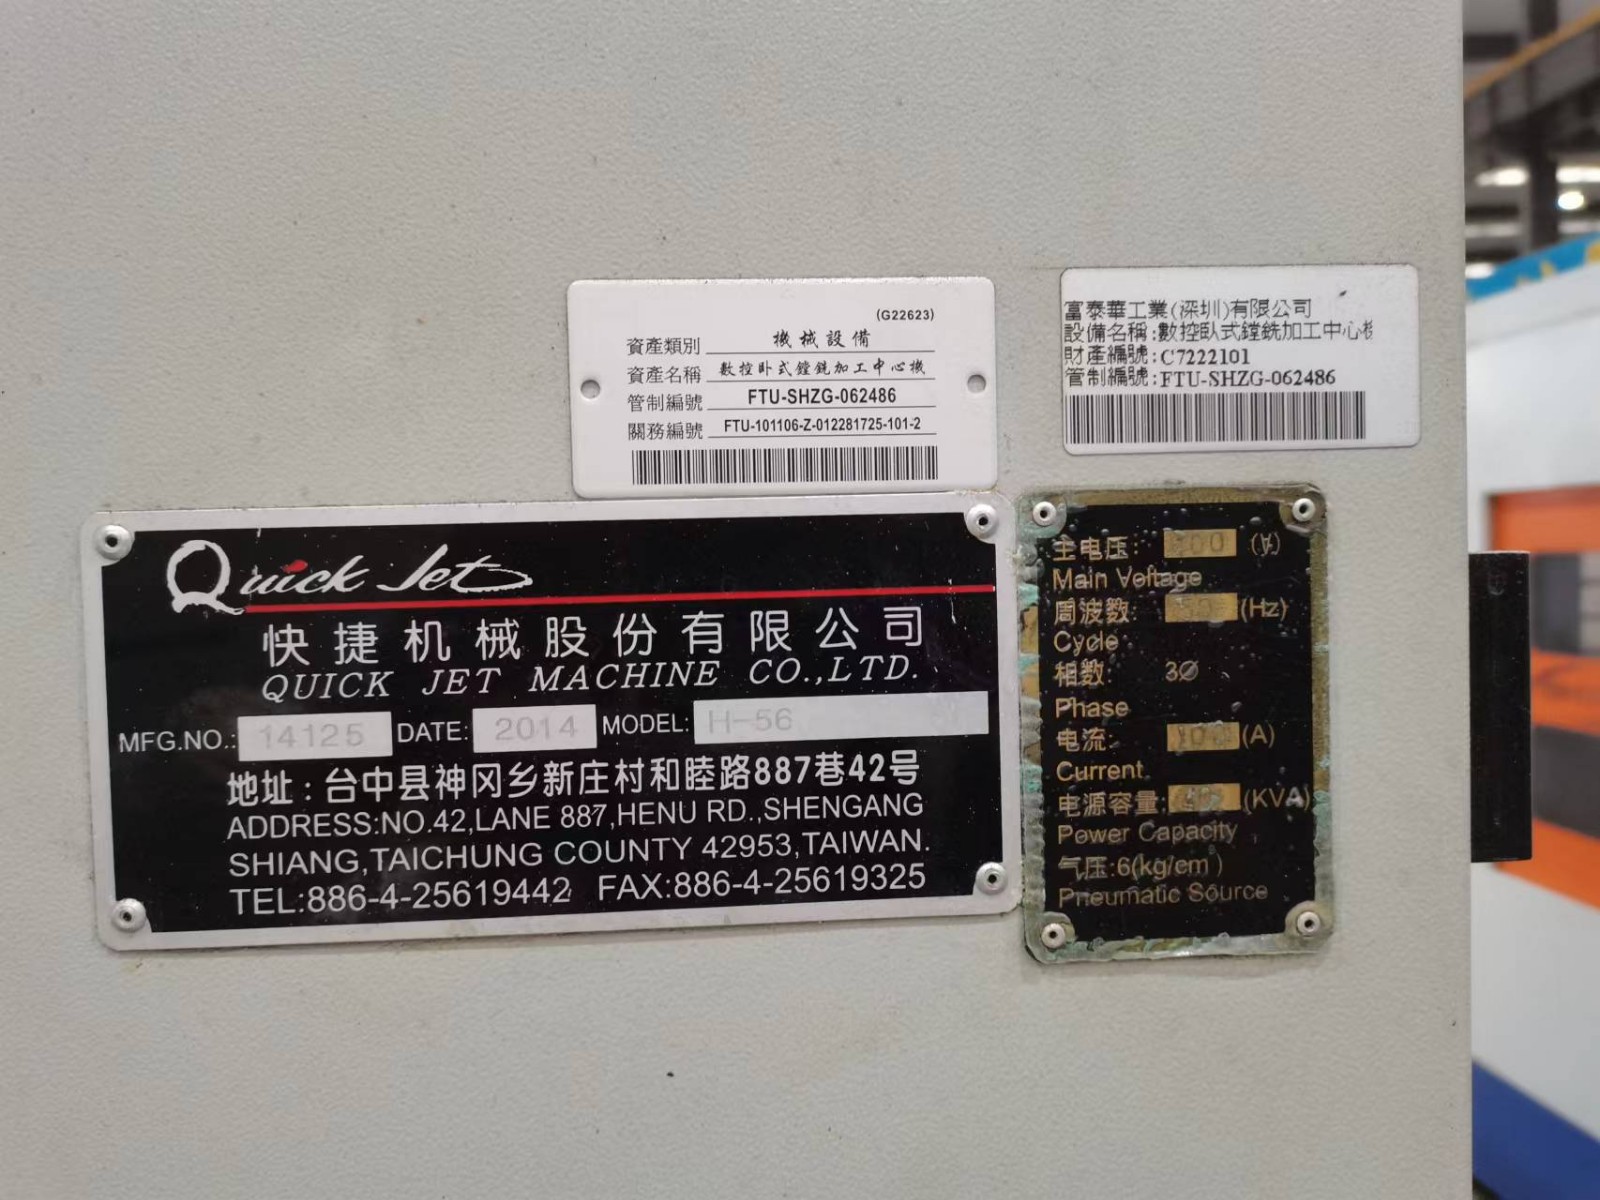 (G22623)
資產類別 機械設備
資產名稱 數控臥式鏜銑加工中心機
管制編號 FTU-SHZG-062486
關務編號 FTU-101106-Z-012281725-101-2
富泰華工業(深圳)有限公司
設備名稱:數控臥式鏜銑加工中心機
財產編號:C7222101
管制編號:FTU-SHZG-062486
Quick Jet
快捷机械股份有限公司
QUICK JET MACHINE CO.,LTD.
MFG.NO.: 14125 DATE: 2014 MODEL: H-56
地址:台中县神冈乡新庄村和睦路887巷42号
ADDRESS:NO.42,LANE 887,HENU RD.,SHENGANG
SHIANG,TAICHUNG COUNTY 42953,TAIWAN.
TEL:886-4-25619442 FAX:886-4-25619325
主电压: (V)
Main Voltage
周波数: (Hz)
Cycle
相数: 3Ø
Phase
电流: (A)
Current
电源容量: (KVA)
Power Capacity
气压:6(kg/cm )
Pneumatic Source